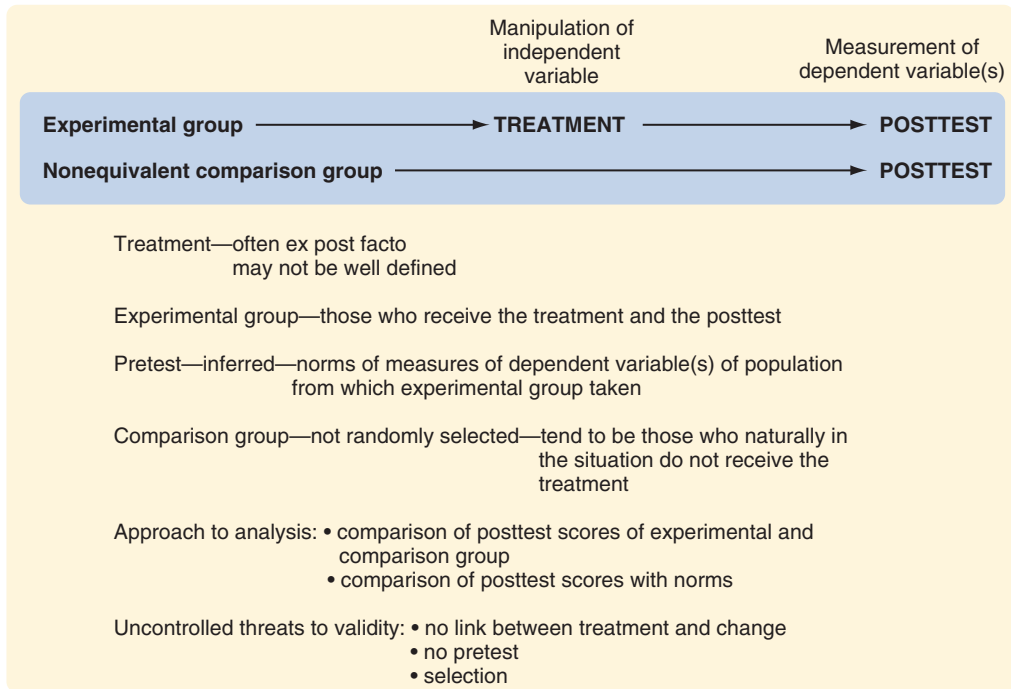 Manipulation of
independent
variable
Measurement of
dependent variable(s)
Experimental group TREATMENT POSTTEST
Nonequivalent comparison group POSTTEST
Treatment—often ex post facto
may not be well defined
Experimental group—those who receive the treatment and the posttest
Pretest—inferred—norms of measures of dependent variable(s) of population
from which experimental group taken
Comparison group—not randomly selected—tend to be those who naturally in
the situation do not receive the
treatment
Approach to analysis: • comparison of posttest scores of experimental and
comparison group
• comparison of posttest scores with norms
Uncontrolled threats to validity: • no link between treatment and change
• no pretest
• selection